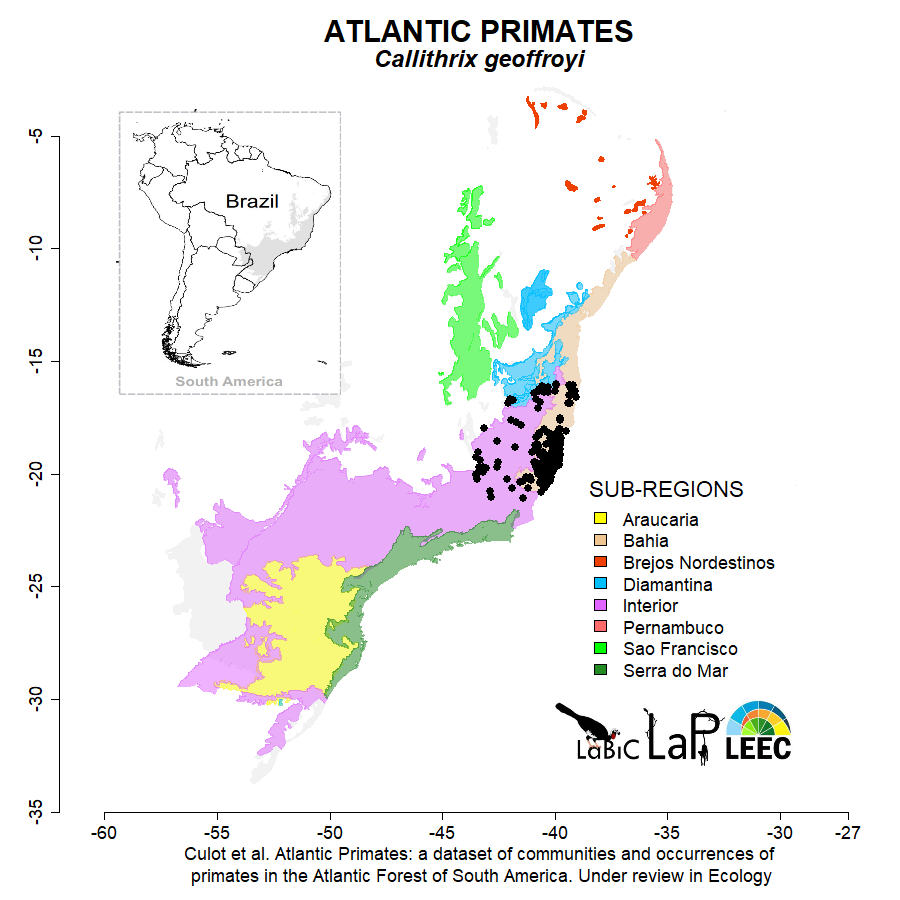 ATLANTIC PRIMATES
Callithrix geoffroyi
Brazil
South America
-5
-10
-15
-20
-25
-30
-35
SUB-REGIONS
Araucaria
Bahia
Brejos Nordestinos
Diamantina
Interior
Pernambuco
Sao Francisco
Serra do Mar
LaBiC LaP LEEC
-60 -55 -50 -45 -40 -35 -30 -27
Culot et al. Atlantic Primates: a dataset of communities and occurrences of
primates in the Atlantic Forest of South America. Under review in Ecology